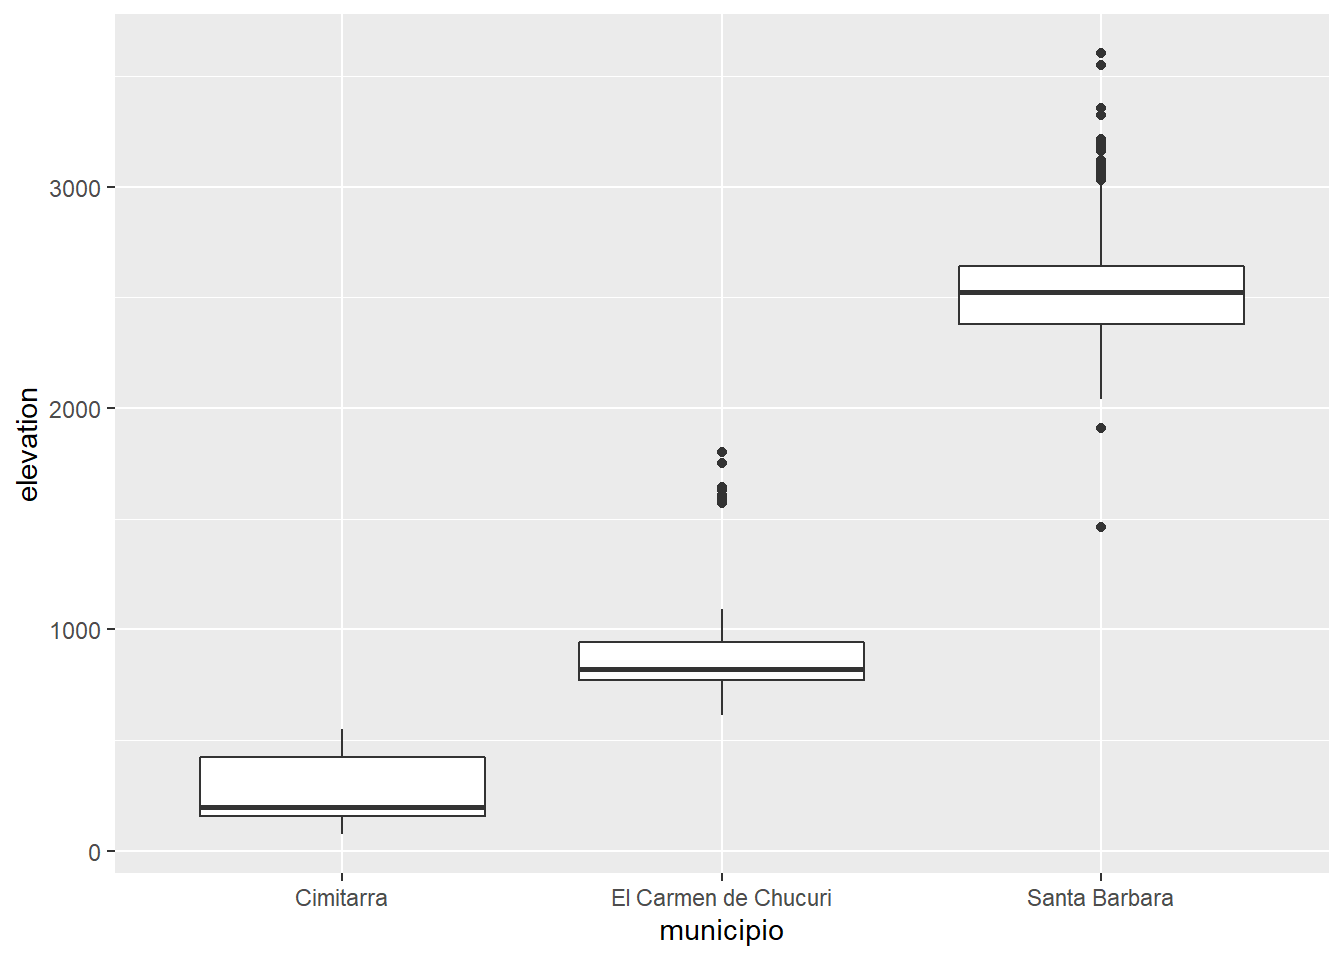 elevation
3000
2000
1000
0
Cimitarra
El Carmen de Chucuri
Santa Barbara
municipio